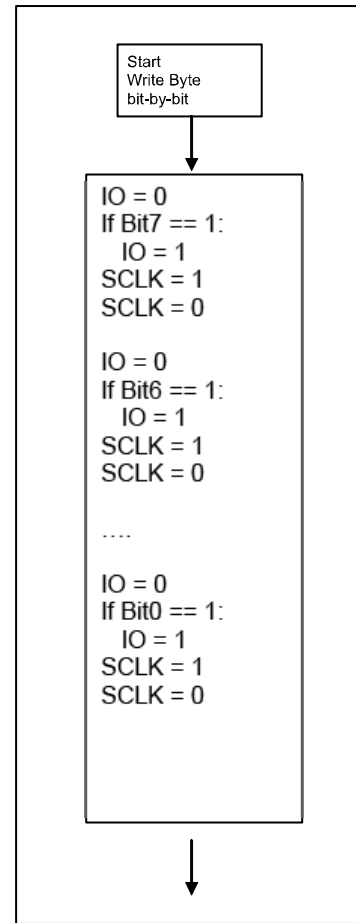 Start
Write Byte
bit-by-bit
IO = 0
If Bit7 == 1:
IO = 1
SCLK = 1
SCLK = 0
IO = 0
If Bit6 == 1:
IO = 1
SCLK = 1
SCLK = 0
....
IO = 0
If Bit0 == 1:
IO = 1
SCLK = 1
SCLK = 0